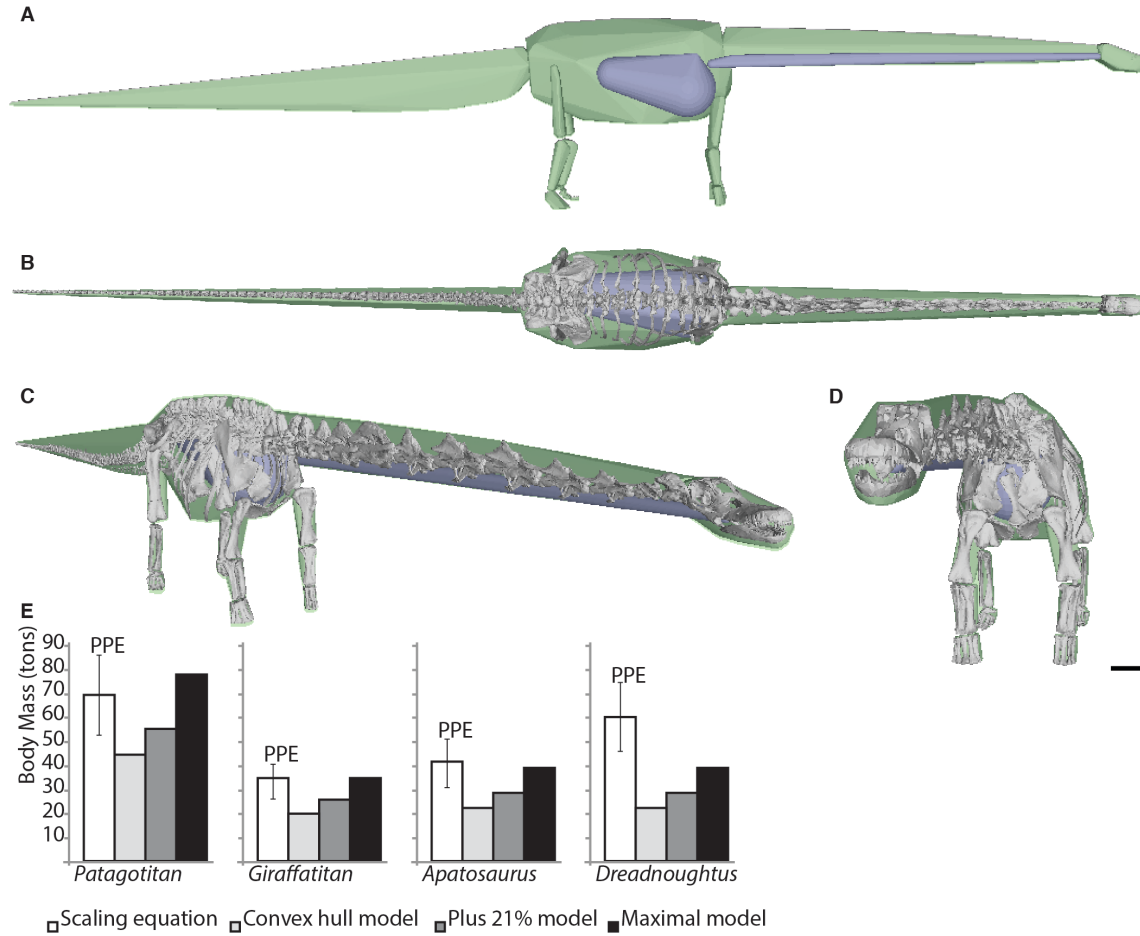 A
B
C
D
E
Body Mass (tons)
90
80
70
60
50
40
30
20
10
PPE
PPE
PPE
PPE
Patagotitan
Giraffatitan
Apatosaurus
Dreadnoughtus
Scaling equation
Convex hull model
Plus 21% model
Maximal model